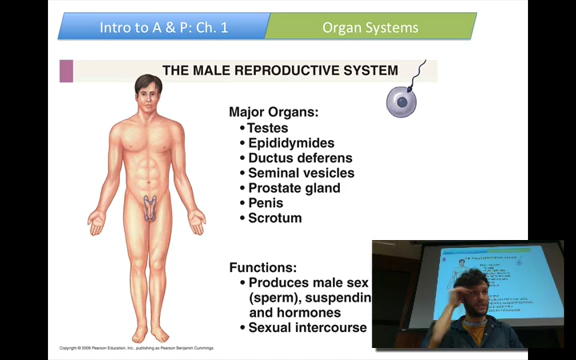 Intro to A & P: Ch. 1
Organ Systems
THE MALE REPRODUCTIVE SYSTEM
Major Organs:
• Testes
• Epididymides
• Ductus deferens
• Seminal vesicles
• Prostate gland
• Penis
• Scrotum
Functions:
• Produces male sex
(sperm), suspendin
and hormones
• Sexual intercourse
Copyright © 2009 Pearson Education, Inc., publishing as Pearson Benjamin Cummings.